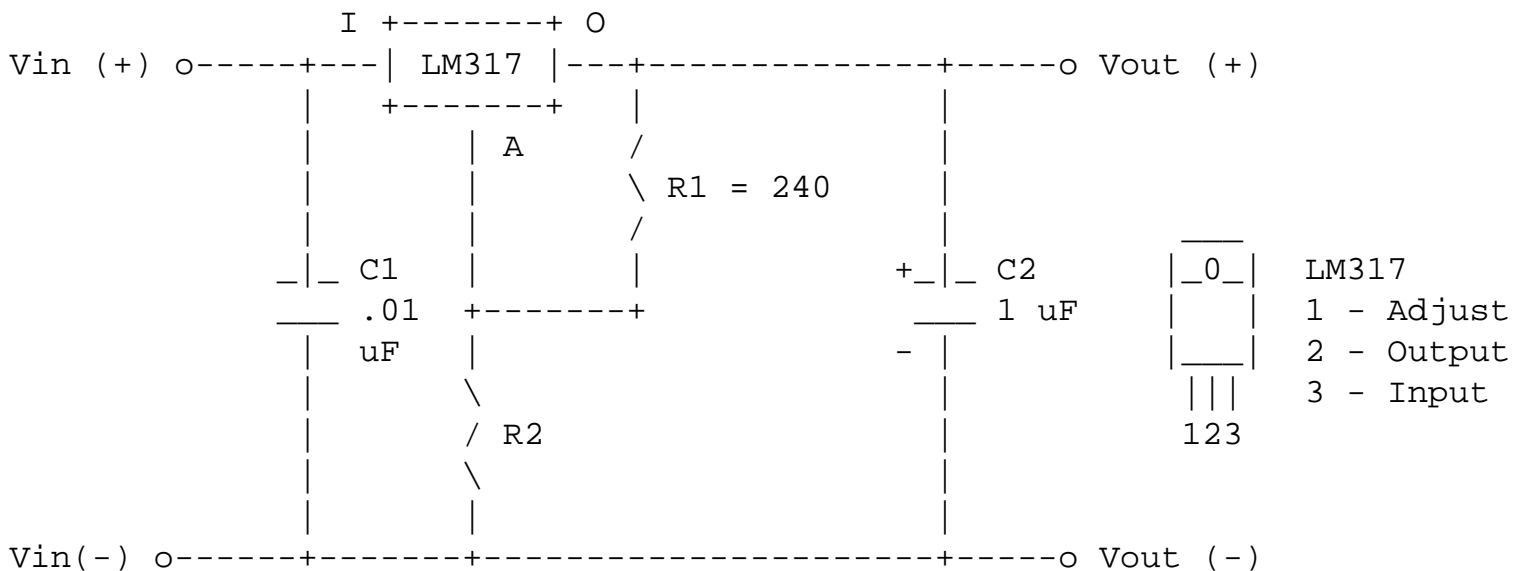 I O
Vin (+) LM317 Vout (+)
A
R1 = 240
C1 + C2 0 LM317
.01 1 uF 1 - Adjust
uF - 2 - Output
3 - Input
R2 123
Vin(-) Vout (-)